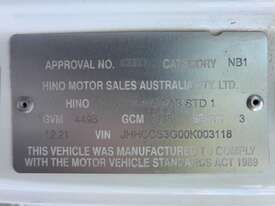 APPROVAL NO. CATEGORY NB1
HINO MOTOR SALES AUSTRALIA PTY. LTD.
HINO STD 1
GVM 4495 GCM 3
12.21 VIN JHHCCS3G00K003118
THIS VEHICLE WAS MANUFACTURED TO COMPLY
WITH THE MOTOR VEHICLE STANDARDS ACT 1989